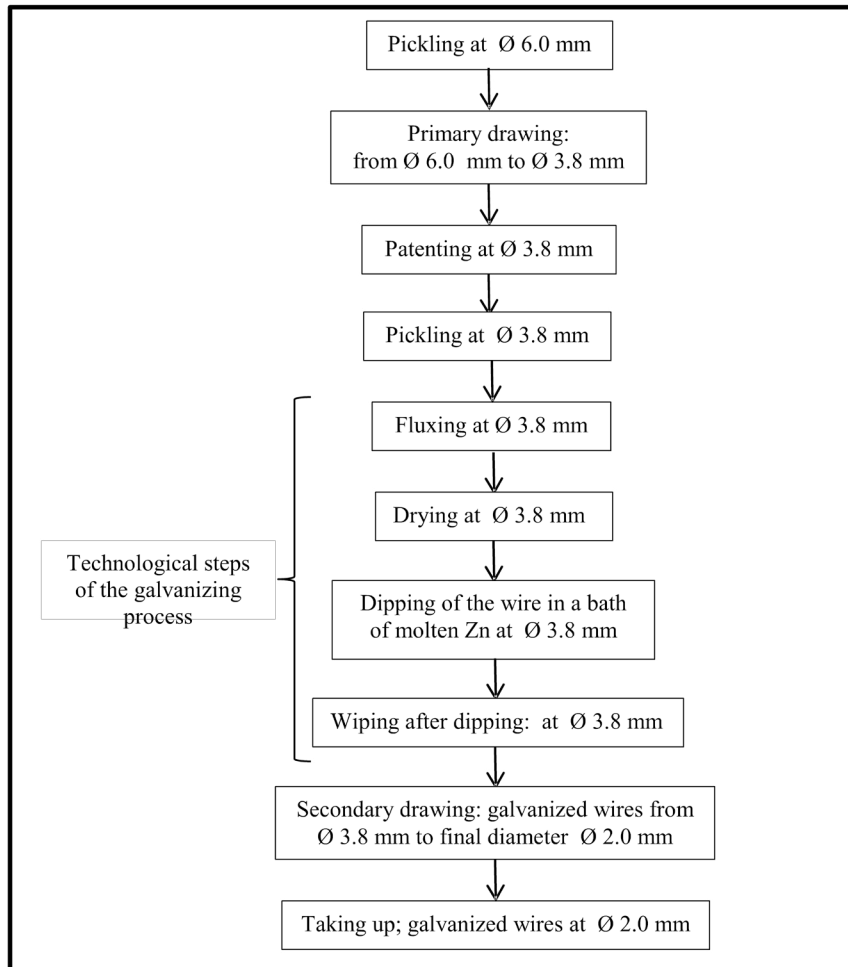 Pickling at Ø 6.0 mm
Primary drawing:
from Ø 6.0 mm to Ø 3.8 mm
Patenting at Ø 3.8 mm
Pickling at Ø 3.8 mm
Fluxing at Ø 3.8 mm
Drying at Ø 3.8 mm
Technological steps
of the galvanizing
process
Dipping of the wire in a bath
of molten Zn at Ø 3.8 mm
Wiping after dipping: at Ø 3.8 mm
Secondary drawing: galvanized wires from
Ø 3.8 mm to final diameter Ø 2.0 mm
Taking up; galvanized wires at Ø 2.0 mm